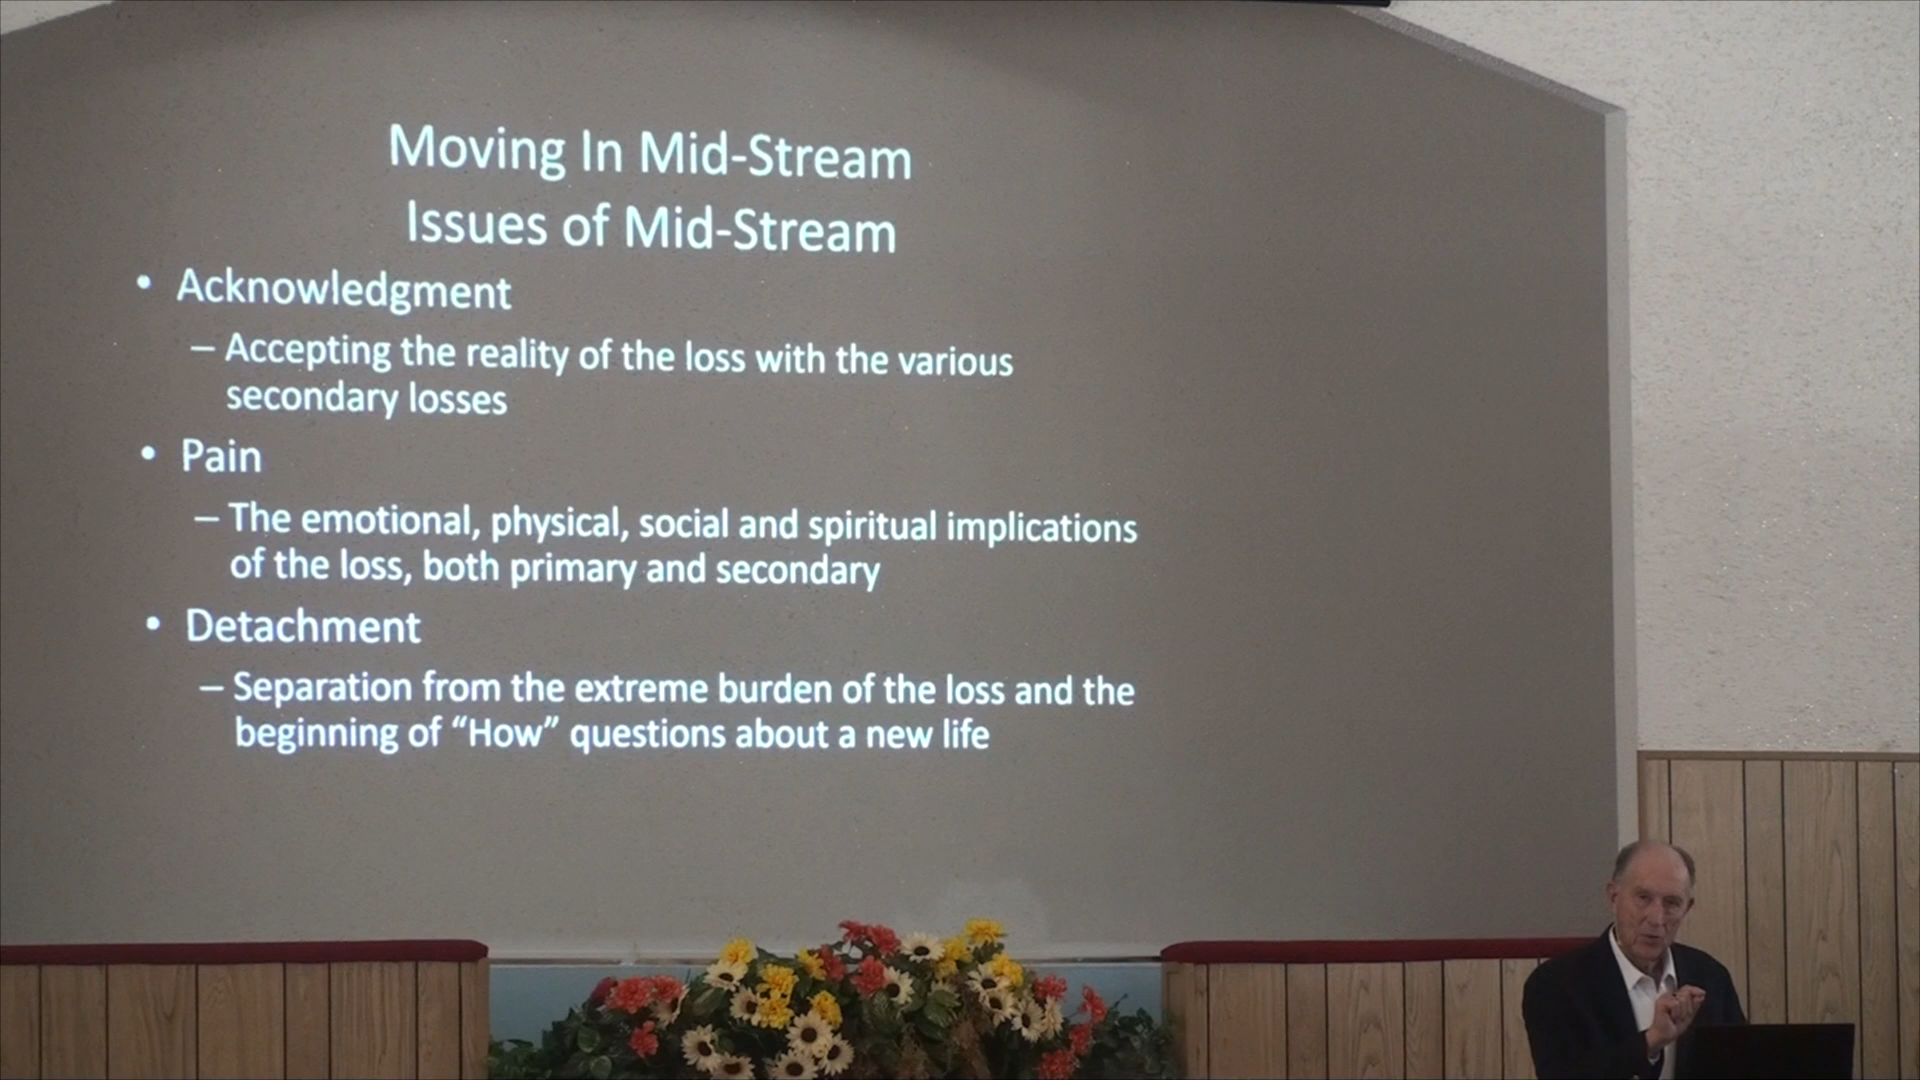 Moving In Mid-Stream
Issues of Mid-Stream
• Acknowledgment
– Accepting the reality of the loss with the various
secondary losses
• Pain
– The emotional, physical, social and spiritual implications
of the loss, both primary and secondary
• Detachment
– Separation from the extreme burden of the loss and the
beginning of “How” questions about a new life